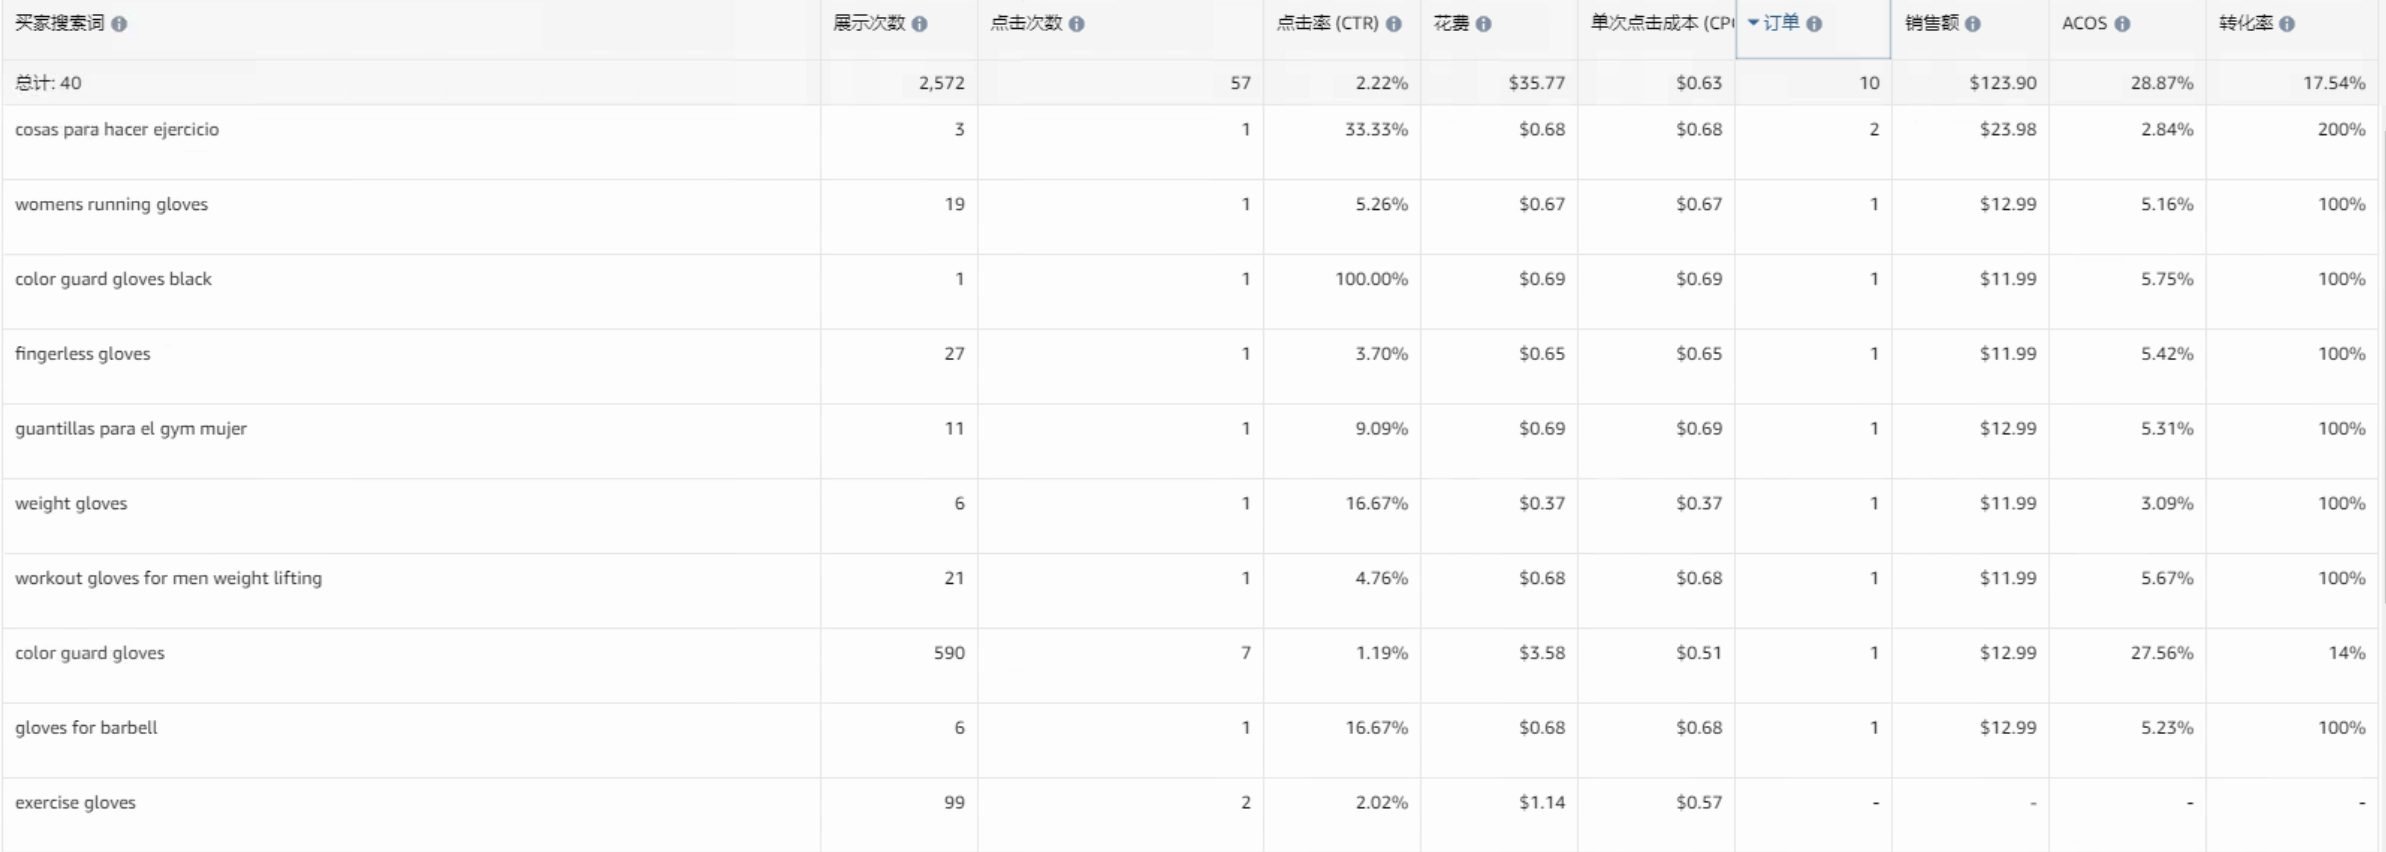 买家搜索词 展示次数 点击次数 点击率 (CTR) 花费 单次点击成本 (CP 订单 销售额 ACOS 转化率
总计: 40 2,572 57 2.22% $35.77 $0.63 10 $123.90 28.87% 17.54%
cosas para hacer ejercicio 3 1 33.33% $0.68 $0.68 2 $23.98 2.84% 200%
womens running gloves 19 1 5.26% $0.67 $0.67 1 $12.99 5.16% 100%
color guard gloves black 1 1 100.00% $0.69 $0.69 1 $11.99 5.75% 100%
fingerless gloves 27 1 3.70% $0.65 $0.65 1 $11.99 5.42% 100%
guantillas para el gym mujer 11 1 9.09% $0.69 $0.69 1 $12.99 5.31% 100%
weight gloves 6 1 16.67% $0.37 $0.37 1 $11.99 3.09% 100%
workout gloves for men weight lifting 21 1 4.76% $0.68 $0.68 1 $11.99 5.67% 100%
color guard gloves 590 7 1.19% $3.58 $0.51 1 $12.99 27.56% 14%
gloves for barbell 6 1 16.67% $0.68 $0.68 1 $12.99 5.23% 100%
exercise gloves 99 2 2.02% $1.14 $0.57 - - - -